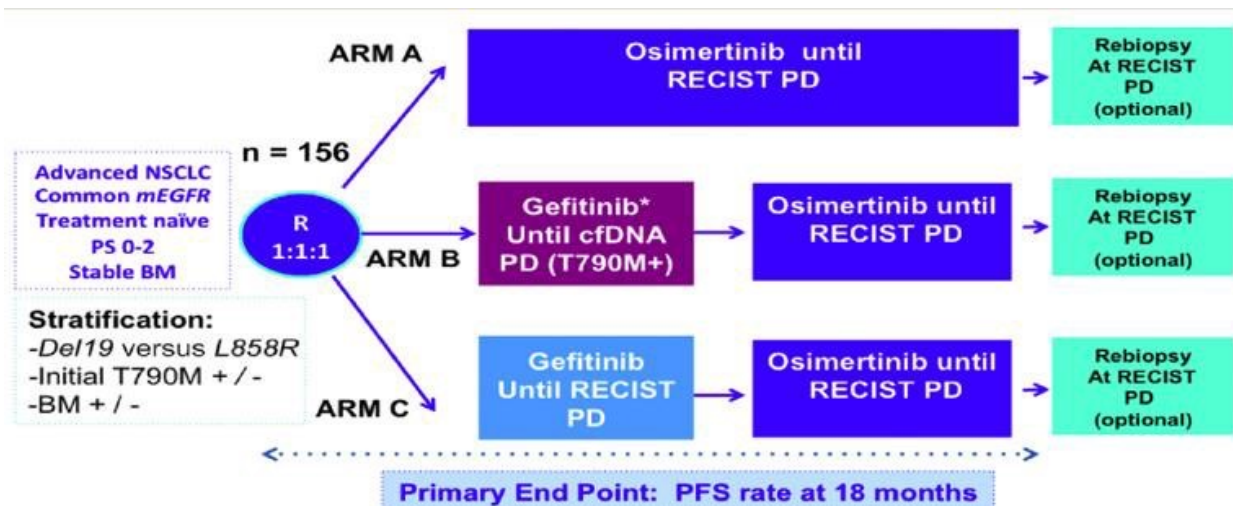 ARM A
Osimertinib until
RECIST PD
Rebiopsy
At RECIST
PD
(optional)
n = 156
Advanced NSCLC
Common mEGFR
Treatment naïve
PS 0-2
Stable BM
R
1:1:1
ARM B
Gefitinib*
Until cfDNA
PD (T790M+)
Osimertinib until
RECIST PD
Rebiopsy
At RECIST
PD
(optional)
Stratification:
-Del19 versus L858R
-Initial T790M + / -
-BM + / -
ARM C
Gefitinib
Until RECIST
PD
Osimertinib until
RECIST PD
Rebiopsy
At RECIST
PD
(optional)
Primary End Point: PFS rate at 18 months